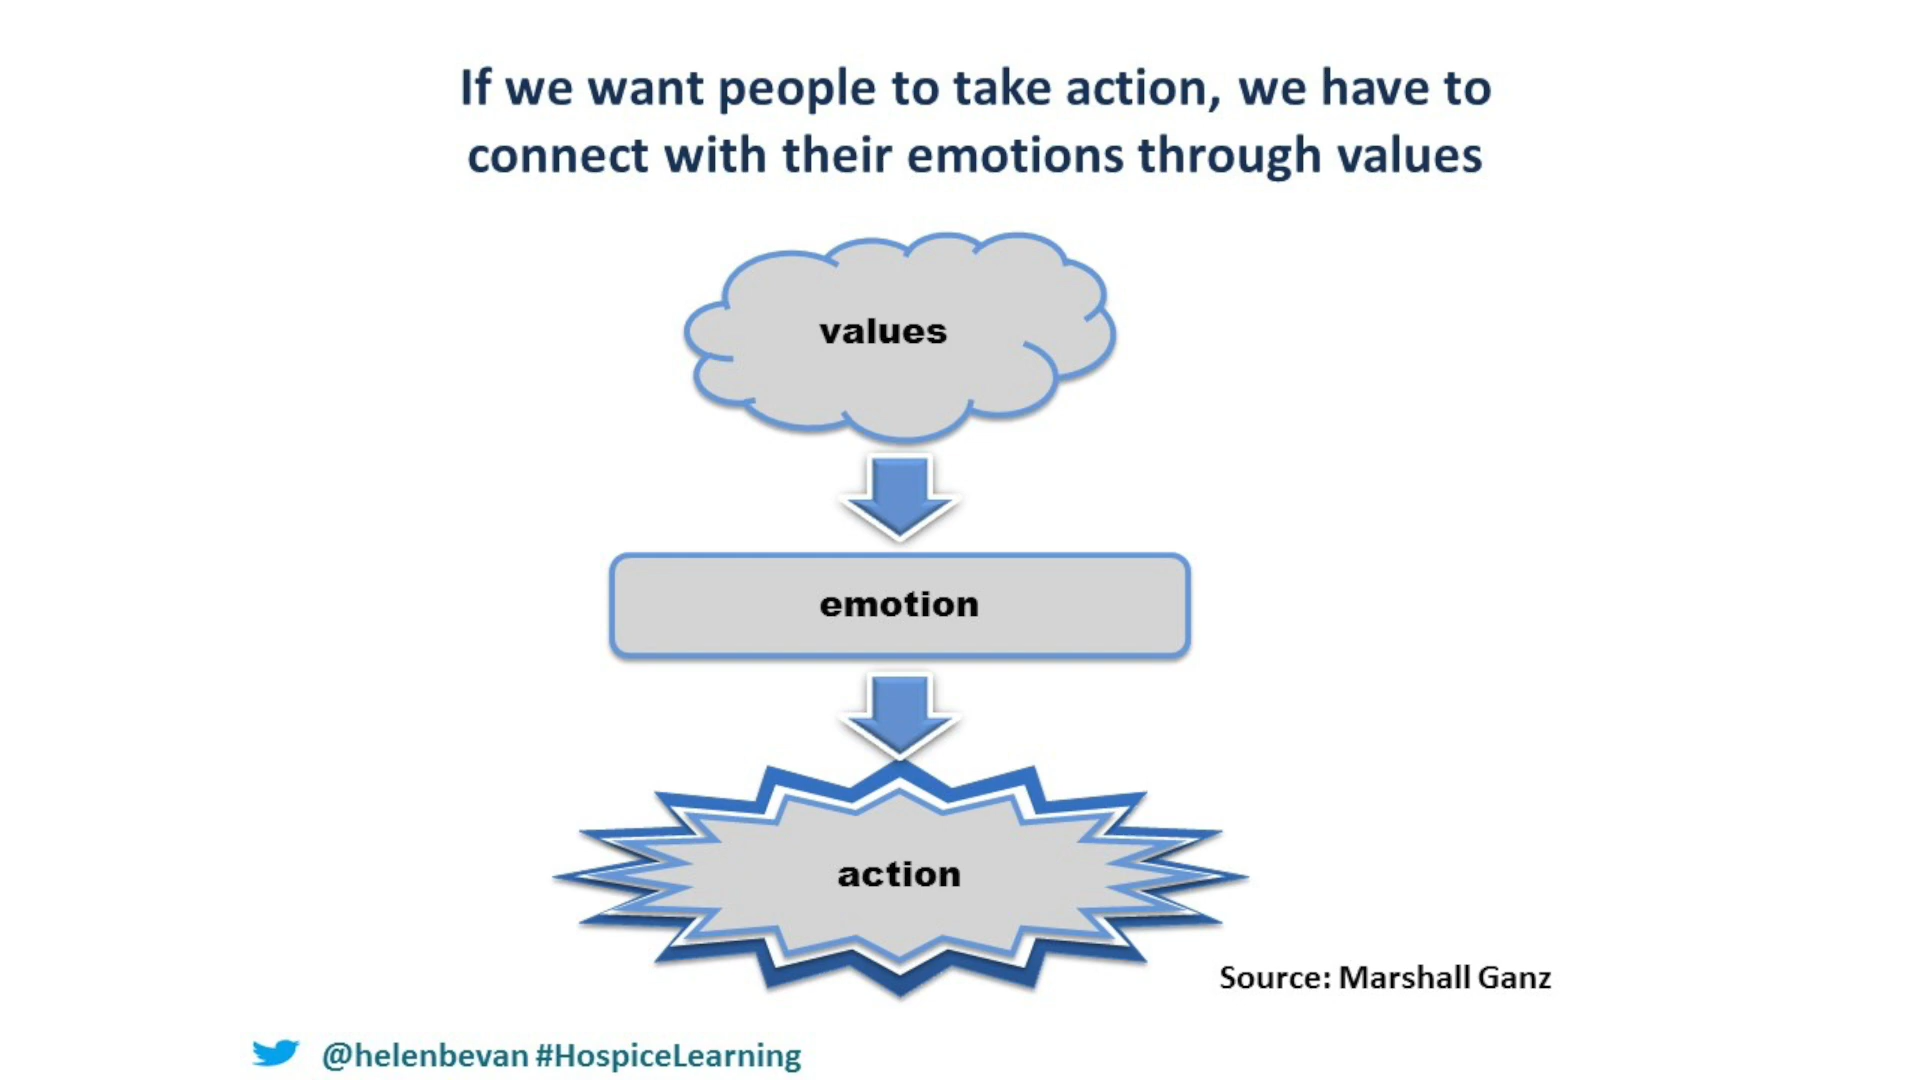 If we want people to take action, we have to
connect with their emotions through values
values
emotion
action
Source: Marshall Ganz
@helenbevan #HospiceLearning